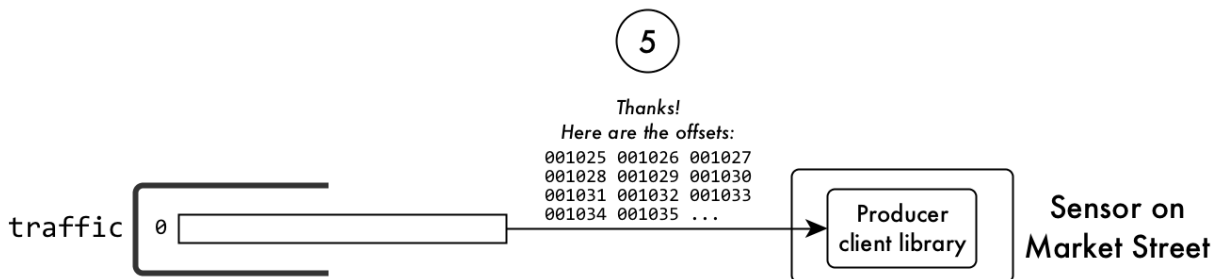 5
Thanks!
Here are the offsets:
001025 001026 001027
001028 001029 001030
001031 001032 001033
001034 001035 ...
traffic
0
Producer
client library
Sensor on
Market Street